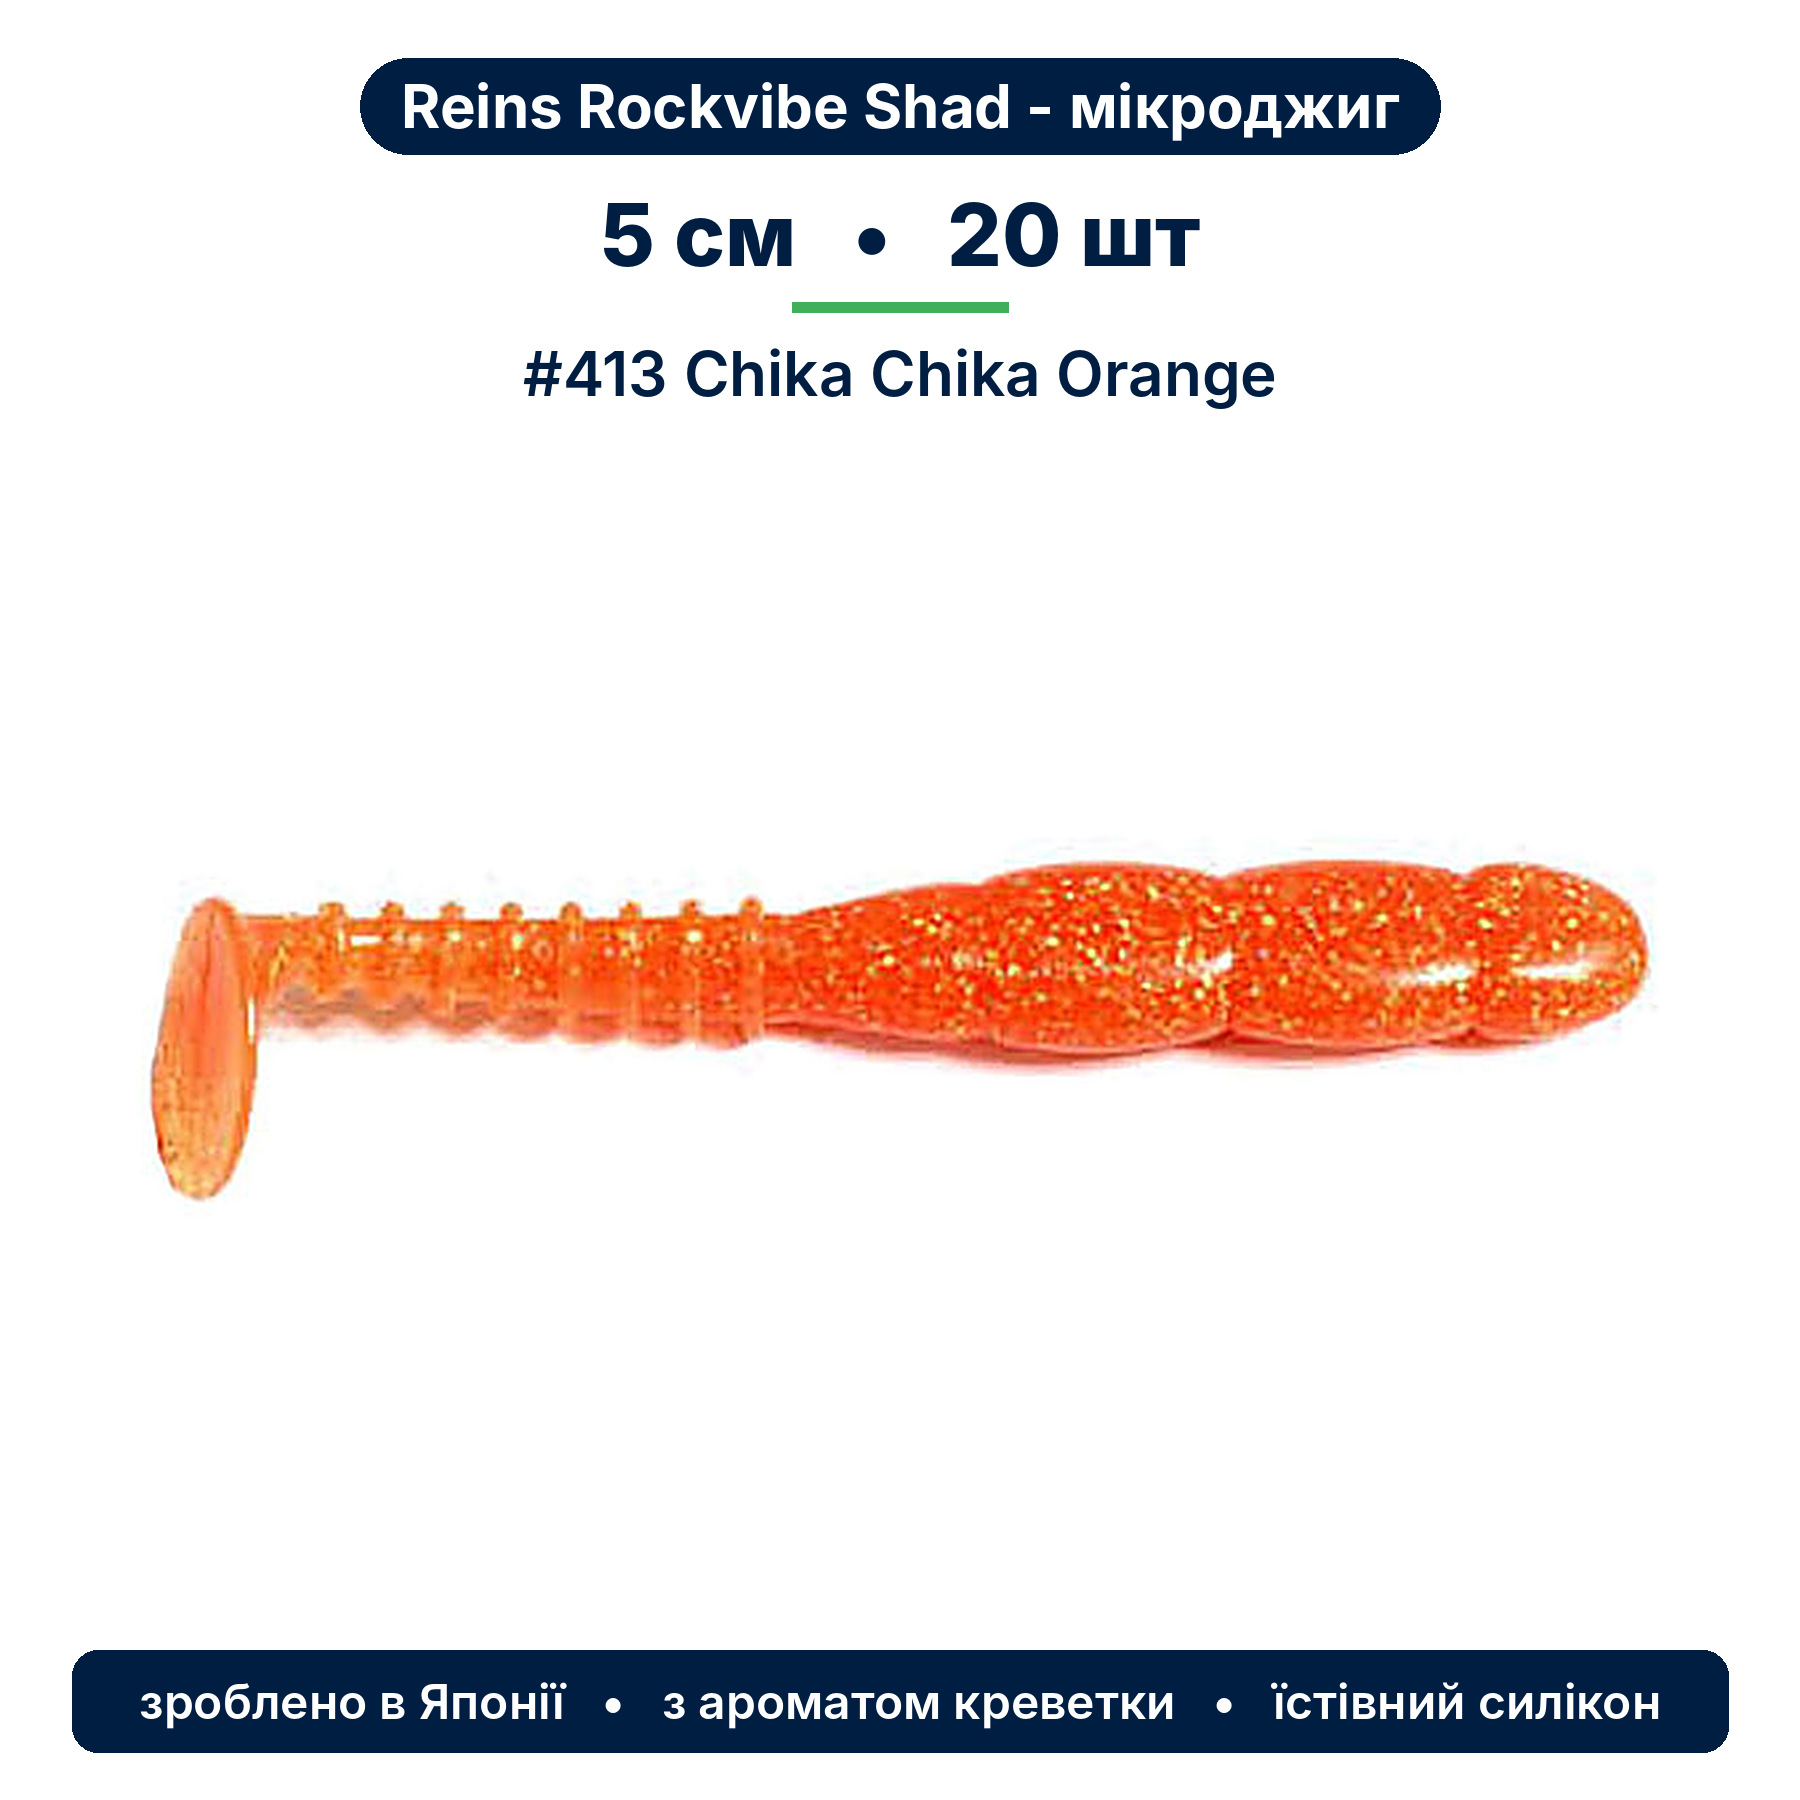 Reins Rockvibe Shad - мікроджиг
5 см • 20 шт
#413 Chika Chika Orange
зроблено в Японії • з ароматом креветки • їстівний силікон